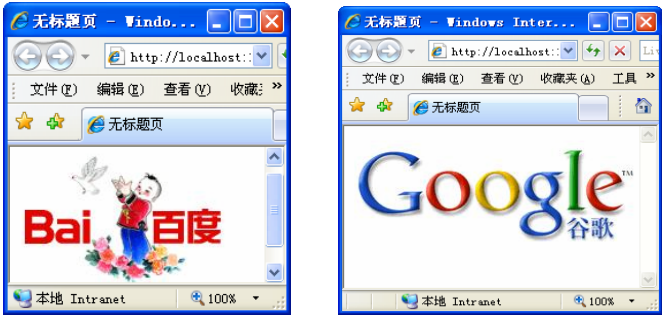 无标题页 - Windo...
http://localhost:
文件(F) 编辑(E) 查看(V) 收藏 »
无标题页
Bai 百度
本地 Intranet 100%
无标题页 - Windows Inter...
http://localhost:
文件(F) 编辑(E) 查看(V) 收藏夹(A) 工具 »
无标题页
Google™
谷歌
本地 Intranet 100%